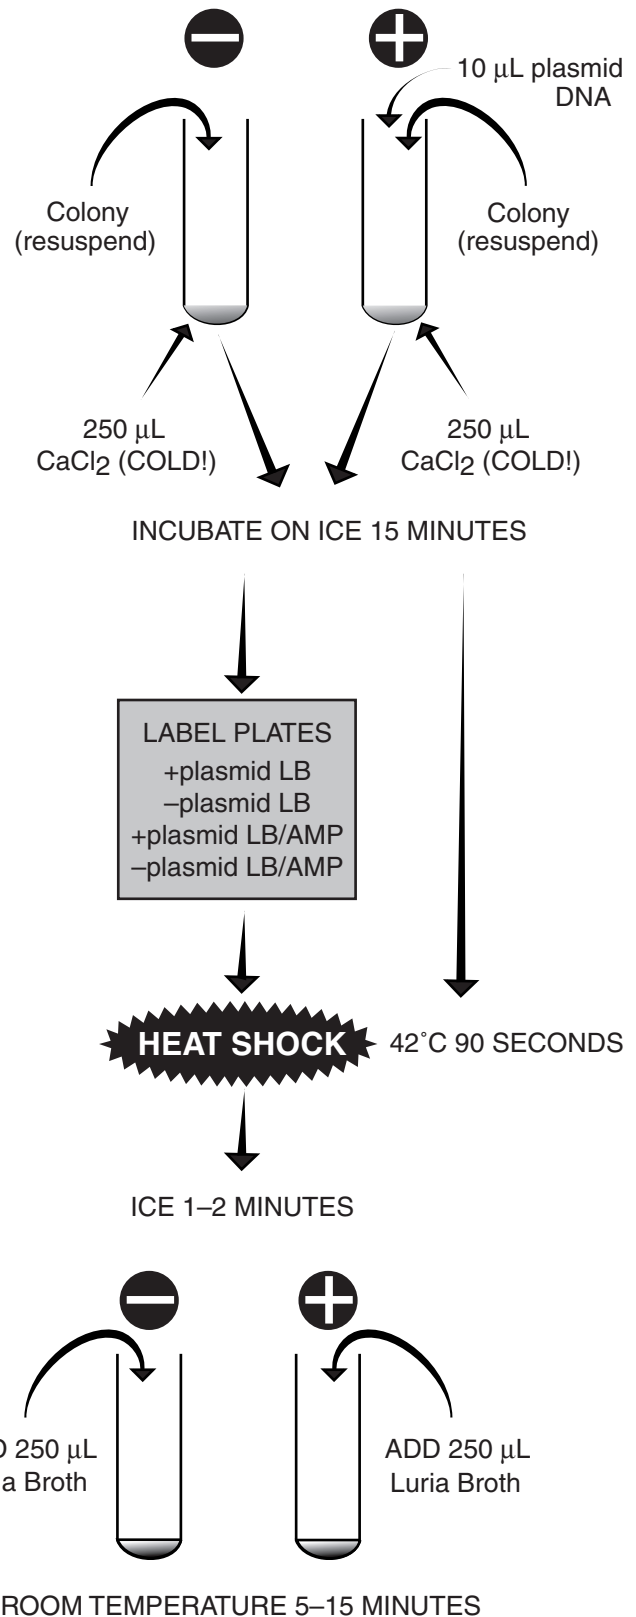 10 µL plasmid
DNA
Colony
(resuspend)
Colony
(resuspend)
250 µL
CaCl2 (COLD!)
250 µL
CaCl2 (COLD!)
INCUBATE ON ICE 15 MINUTES
LABEL PLATES
+plasmid LB
–plasmid LB
+plasmid LB/AMP
–plasmid LB/AMP
HEAT SHOCK
42˚C 90 SECONDS
ICE 1–2 MINUTES
250 µL
Broth
ADD 250 µL
Luria Broth
ROOM TEMPERATURE 5–15 MINUTES